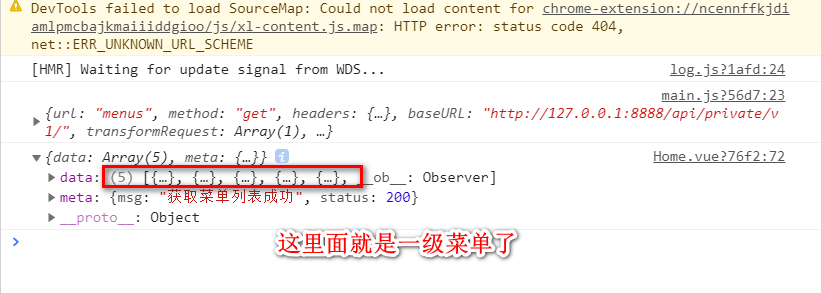 DevTools failed to load SourceMap: Could not load content for chrome-extension://ncennffkjdi
amlpmcbajkmaiiiddgioo/js/xl-content.js.map: HTTP error: status code 404,
net::ERR_UNKNOWN_URL_SCHEME
[HMR] Waiting for update signal from WDS... log.js?1afd:24
main.js?56d7:23
{url: "menus", method: "get", headers: {…}, baseURL: "http://127.0.0.1:8888/api/private/v
1/", transformRequest: Array(1), …}
{data: Array(5), meta: {…}} i Home.vue?76f2:72
data: (5) [{…}, {…}, {…}, {…}, {…}, __ob__: Observer]
meta: {msg: "获取菜单列表成功", status: 200}
__proto__: Object
这里面就是一级菜单了